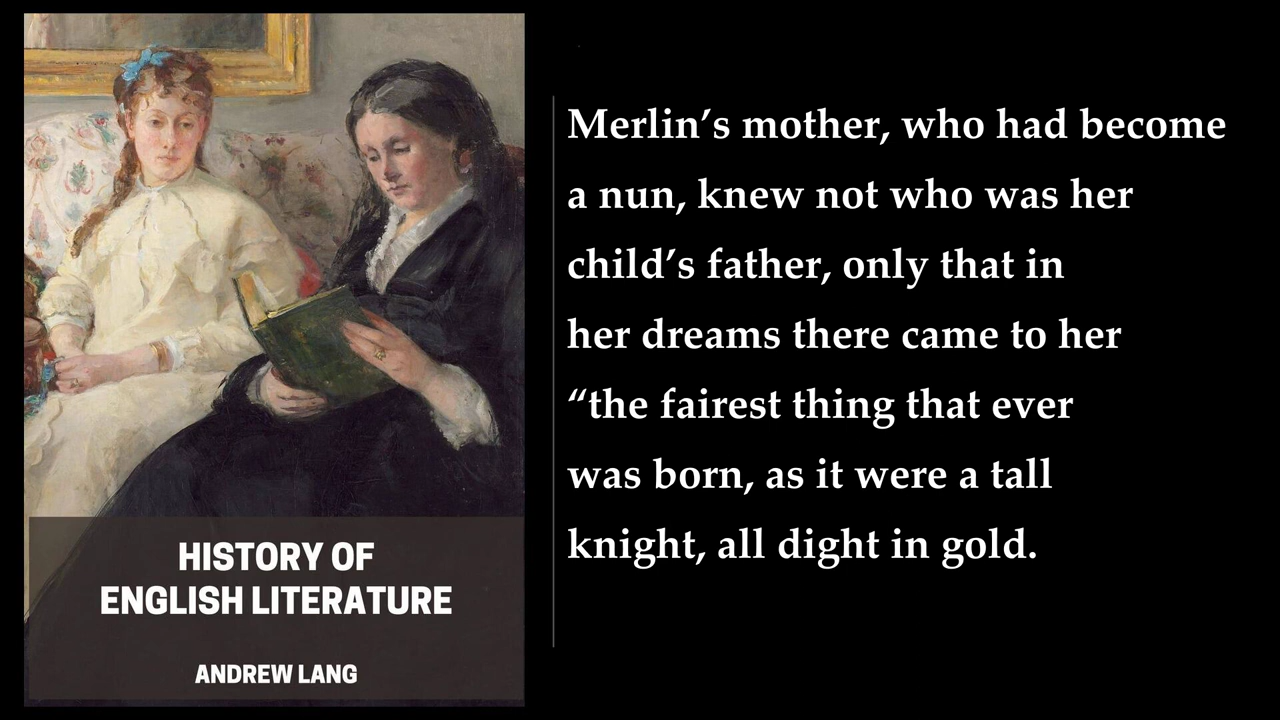 HISTORY OF
ENGLISH LITERATURE
ANDREW LANG
Merlin’s mother, who had become
a nun, knew not who was her
child’s father, only that in
her dreams there came to her
“the fairest thing that ever
was born, as it were a tall
knight, all dight in gold.